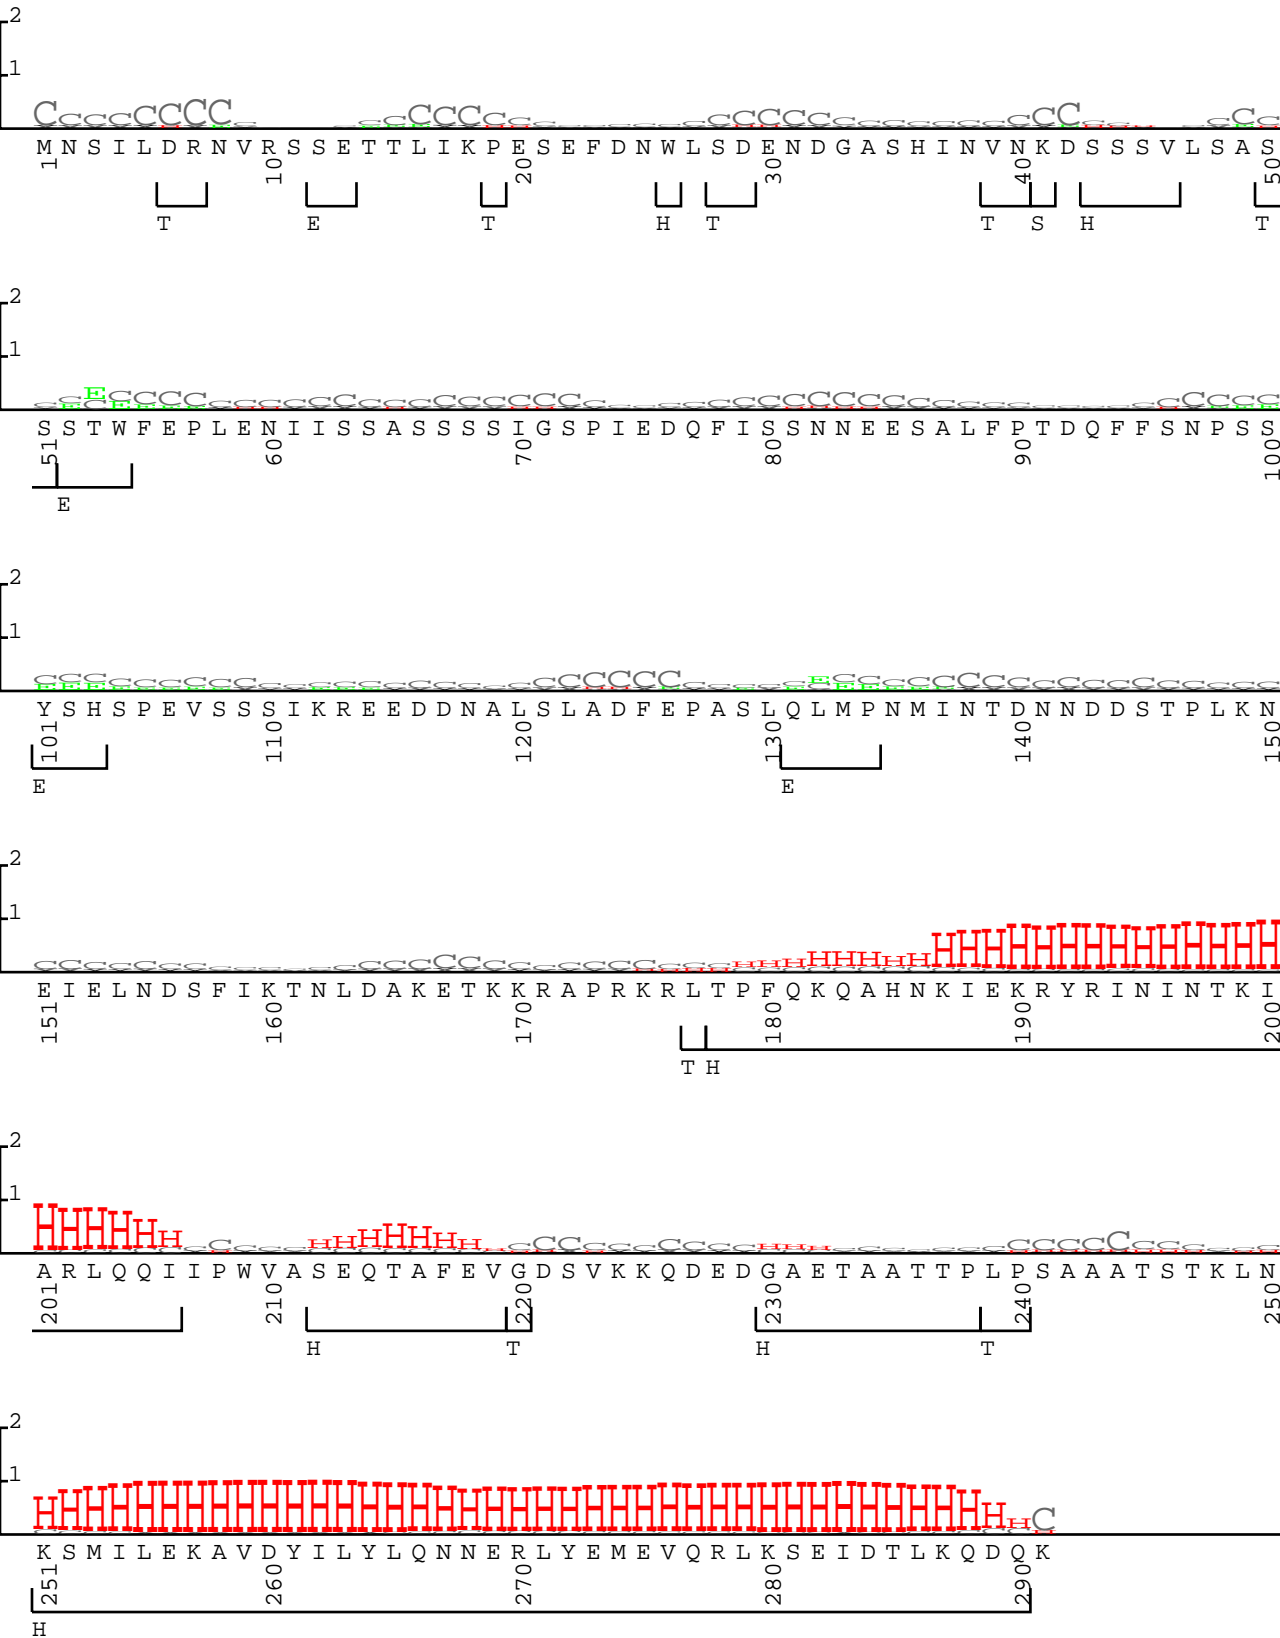 2
1
M N S I L D R N V R S S E T T L I K P E S E F D N W L S D E N D G A S H I N V N K D S S S V L S A S
1 10 20 30 40 50
T E T H T T S H T
2
1
S S T W F E P L E N I I S S A S S S S I G S P I E D Q F I S S N N E E S A L F P T D Q F F S N P S S
51 60 70 80 90 100
E
2
1
Y S H S P E V S S S I K R E E D D N A L S L A D F E P A S L Q L M P N M I N T D N N D D S T P L K N
101 110 120 130 140 150
E E
2
1
E I E L N D S F I K T N L D A K E T K K R A P R K R L T P F Q K Q A H N K I E K R Y R I N I N T K I
151 160 170 180 190 200
T H
2
1
A R L Q Q I I P W V A S E Q T A F E V G D S V K K Q D E D G A E T A A T T P L P S A A A T S T K L N
201 210 220 230 240 250
H T H T
2
1
K S M I L E K A V D Y I L Y L Q N N E R L Y E M E V Q R L K S E I D T L K Q D Q K
251 260 270 280 290
H